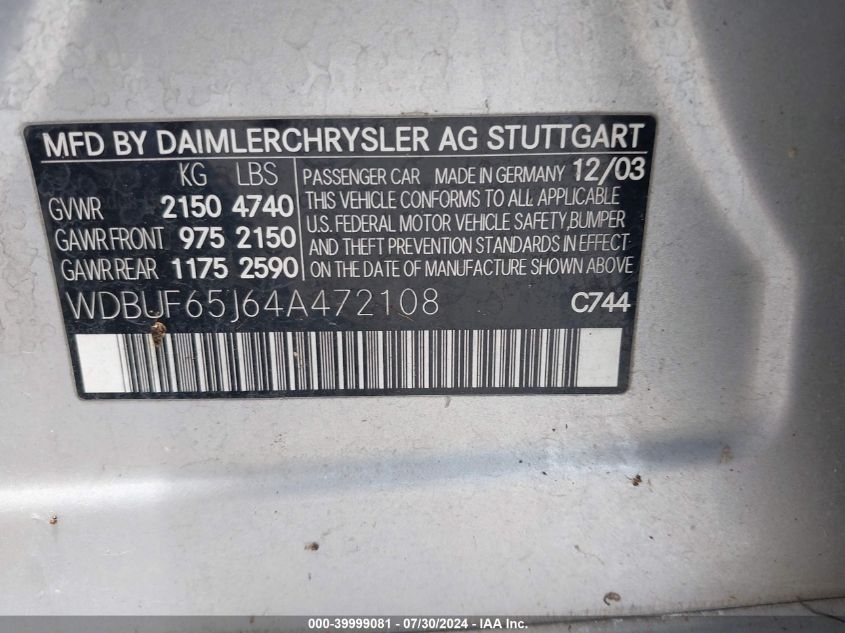 MFD BY DAIMLERCHRYSLER AG STUTTGART
KG LBS
GVWR 2150 4740
GAWR FRONT 975 2150
GAWR REAR 1175 2590
PASSENGER CAR MADE IN GERMANY 12/03
THIS VEHICLE CONFORMS TO ALL APPLICABLE
U.S. FEDERAL MOTOR VEHICLE SAFETY,BUMPER
AND THEFT PREVENTION STANDARDS IN EFFECT
ON THE DATE OF MANUFACTURE SHOWN ABOVE.
WDBUF65J64A472108 C744
000-39999081 / 07/30/2024 - IAA Inc.